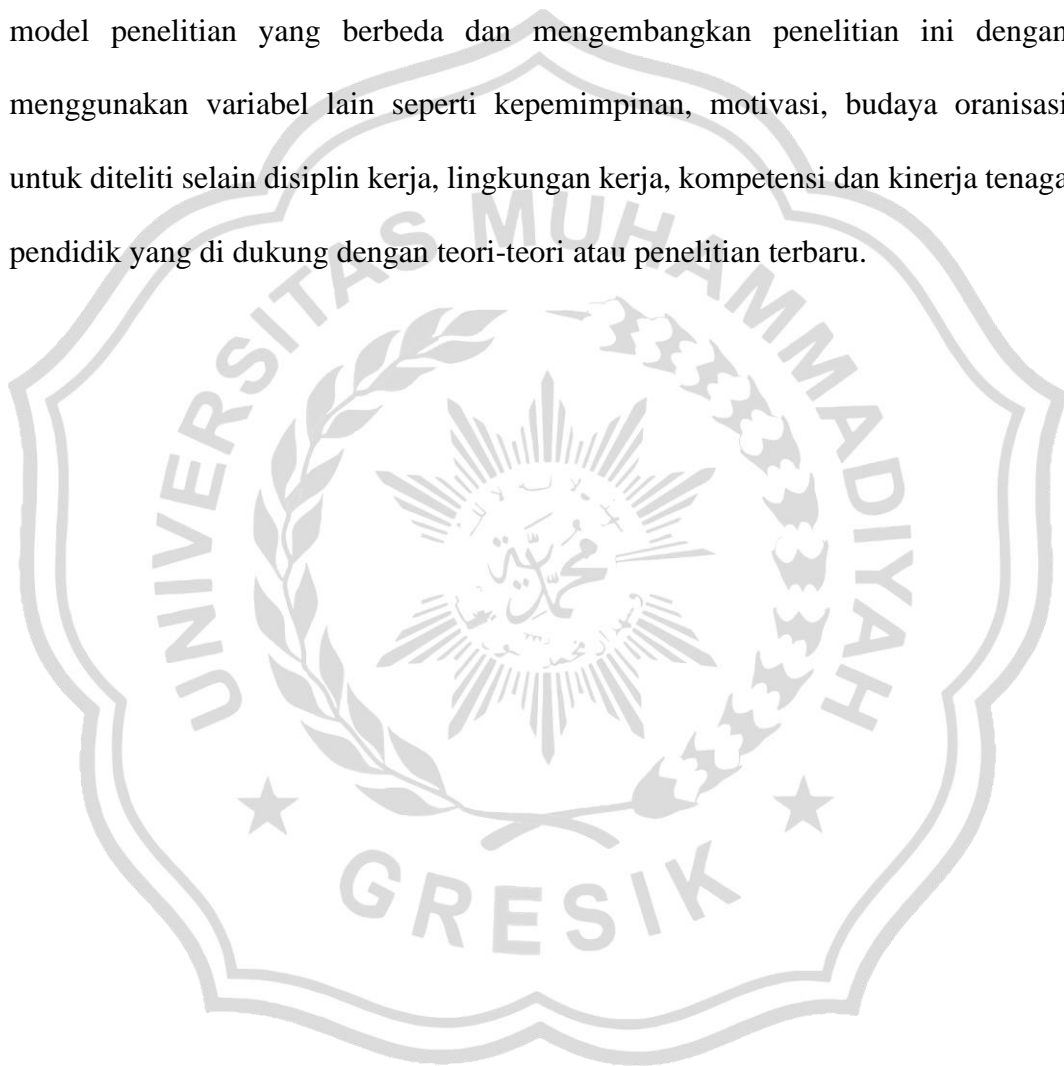 model penelitian yang berbeda dan mengembangkan penelitian ini dengan
menggunakan variabel lain seperti kepemimpinan, motivasi, budaya oranisasi
untuk diteliti selain disiplin kerja, lingkungan kerja, kompetensi dan kinerja tenaga
pendidik yang di dukung dengan teori-teori atau penelitian terbaru.
UNIVERSITAS MUHAMMADIYAH
محمدية
GRESIK